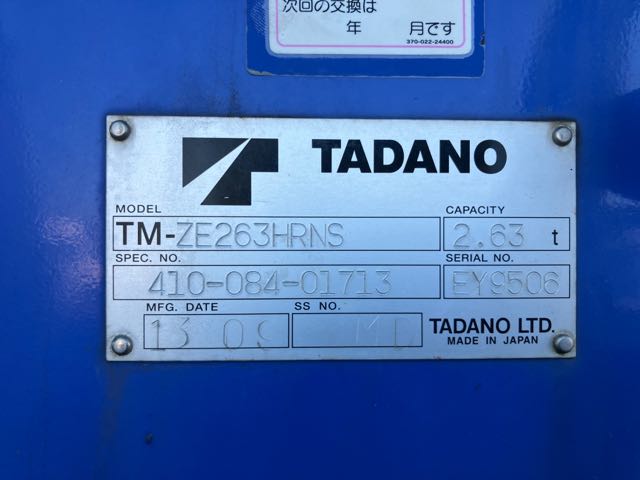 次回の交換は
年 月です
370-022-24400
TADANO
MODEL CAPACITY
TM-ZE263HRNS 2.63 t
SPEC. NO. SERIAL NO.
410-084-01713 EY9506
MFG. DATE SS NO.
13 TADANO LTD.
MADE IN JAPAN